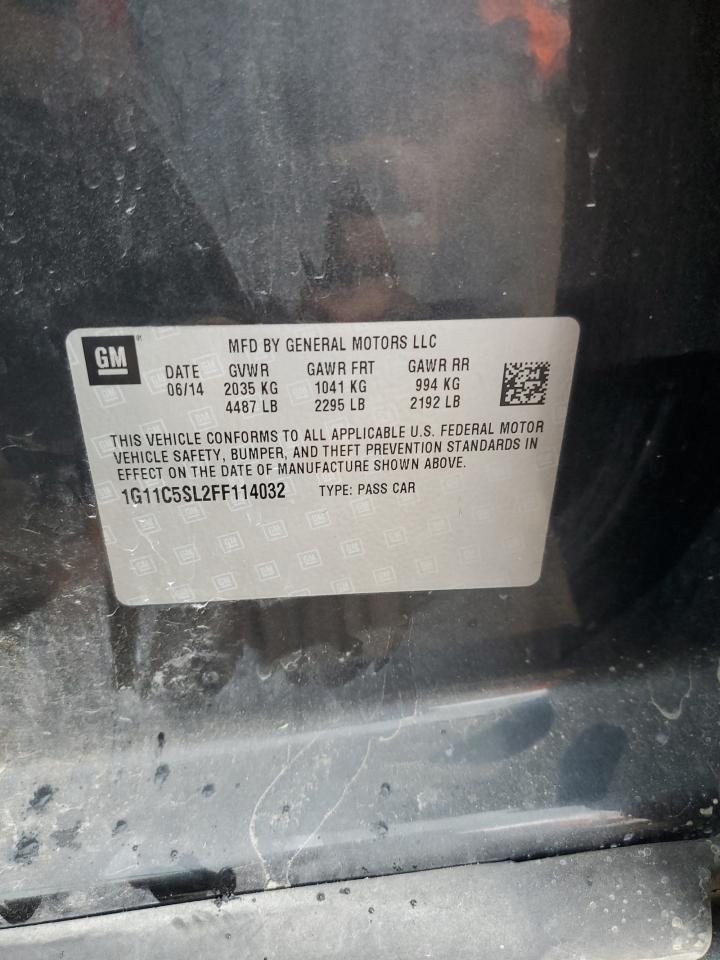 GM
MFD BY GENERAL MOTORS LLC
DATE GVWR GAWR FRT GAWR RR
06/14 2035 KG 1041 KG 994 KG
4487 LB 2295 LB 2192 LB
THIS VEHICLE CONFORMS TO ALL APPLICABLE U.S. FEDERAL MOTOR
VEHICLE SAFETY, BUMPER, AND THEFT PREVENTION STANDARDS IN
EFFECT ON THE DATE OF MANUFACTURE SHOWN ABOVE.
1G11C5SL2FF114032 TYPE: PASS CAR